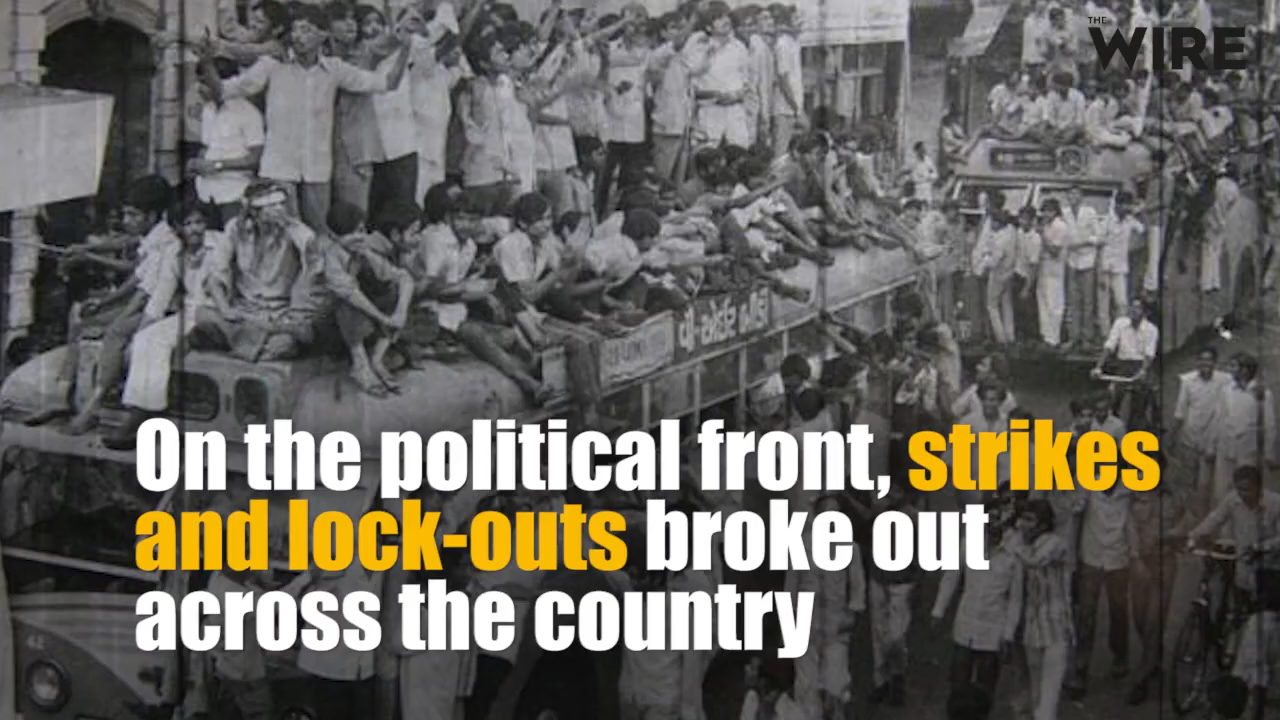 THE
WIRE
On the political front, strikes
and lock-outs broke out
across the country